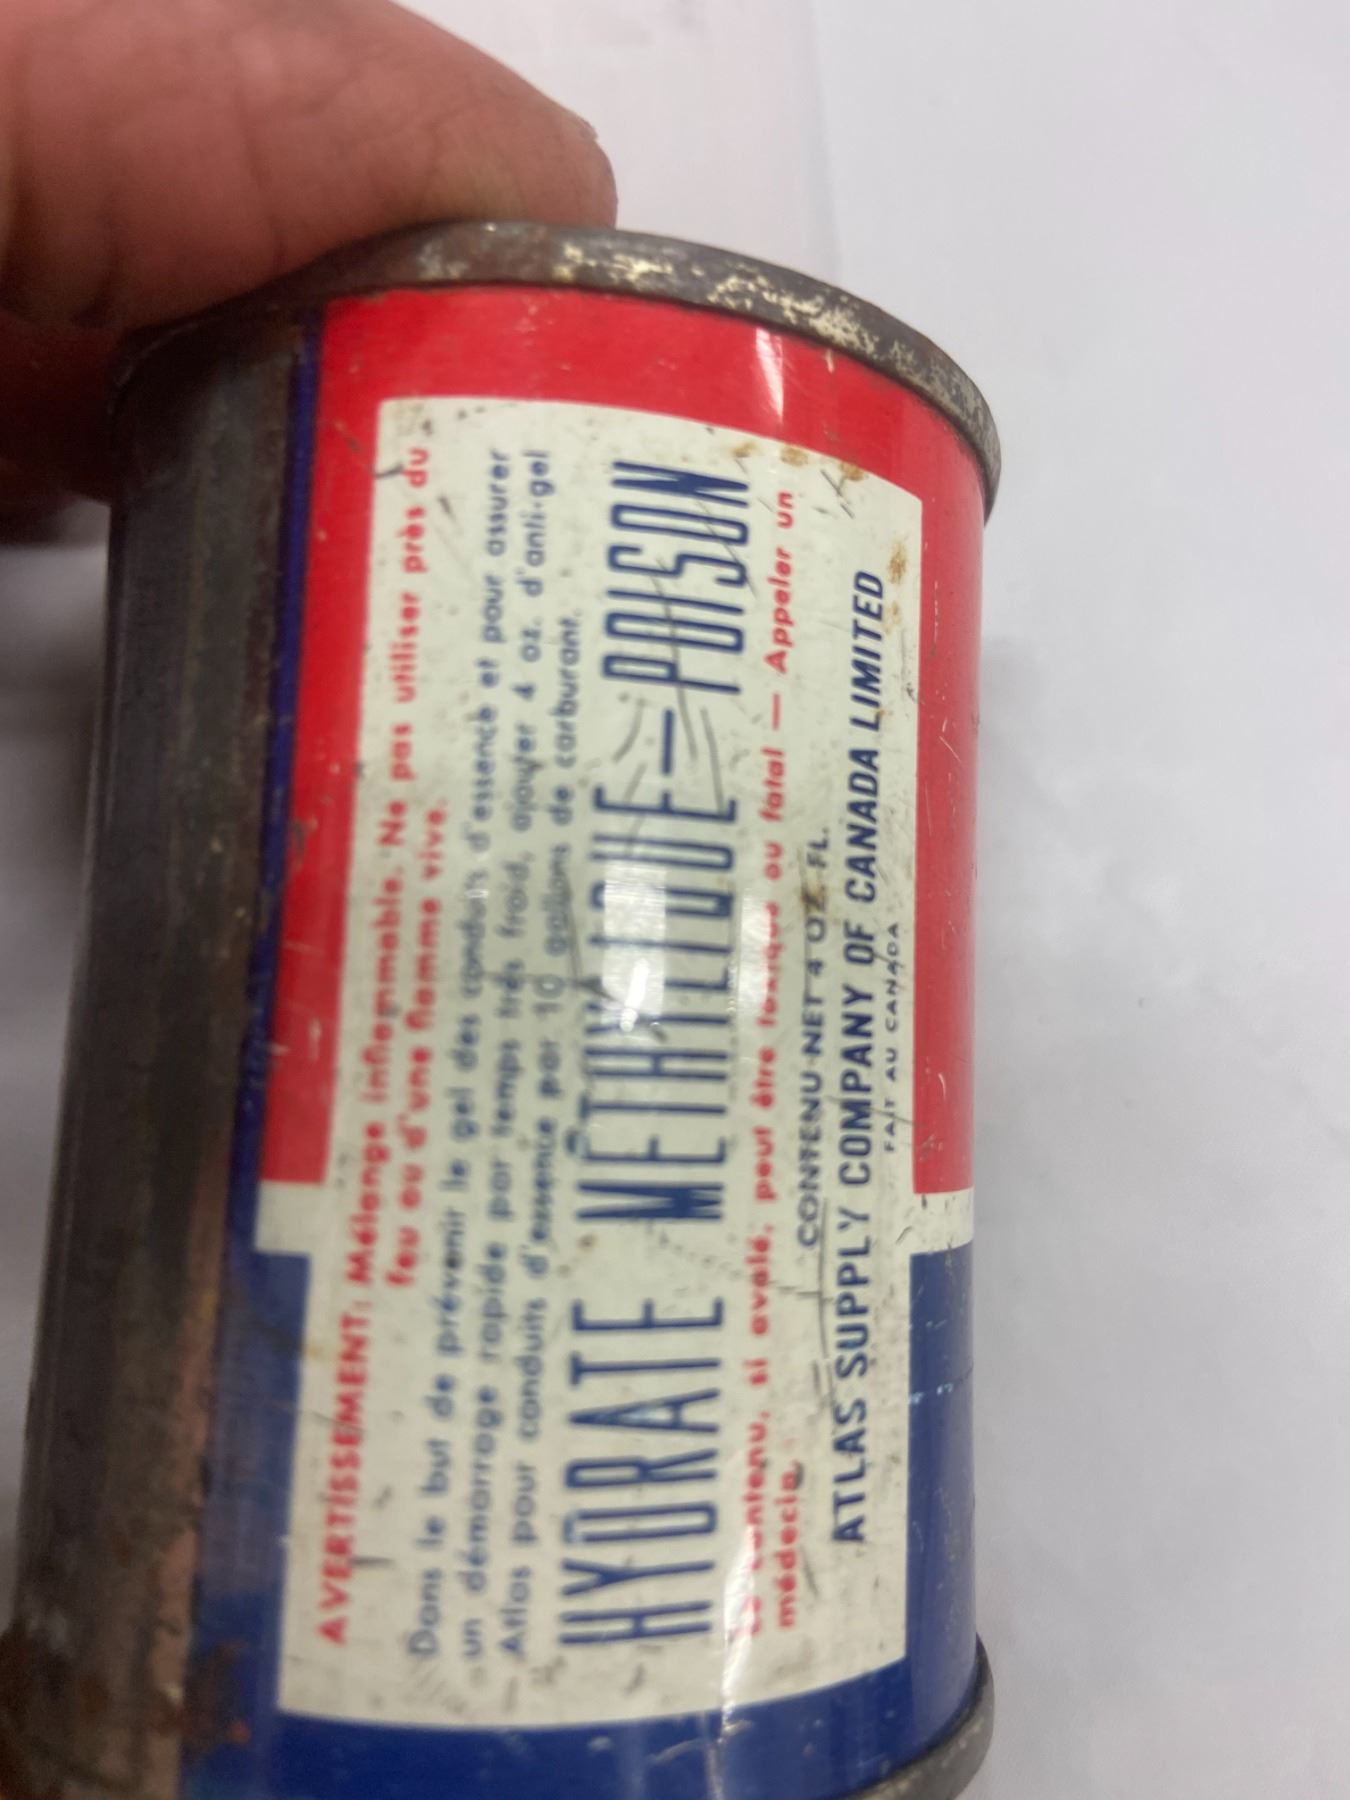 AVERTISSEMENT: Mélange inflammable. Ne pas utiliser près du
feu ou d'une flamme vive.
Dans le but de prévenir le gel des conduits d'essence et pour assurer
un démarrage rapide par temps très froid, ajouter 4 oz. d'anti-gel
Atlas pour conduits d'essence par 10 gallons de carburant.
HYDRATE MÉTHYLIQUE—POISON
Le contenu, si avalé, peut être toxique ou fatal — Appeler un
médecin.
CONTENU NET 4 OZ. FL.
ATLAS SUPPLY COMPANY OF CANADA LIMITED
FAIT AU CANADA